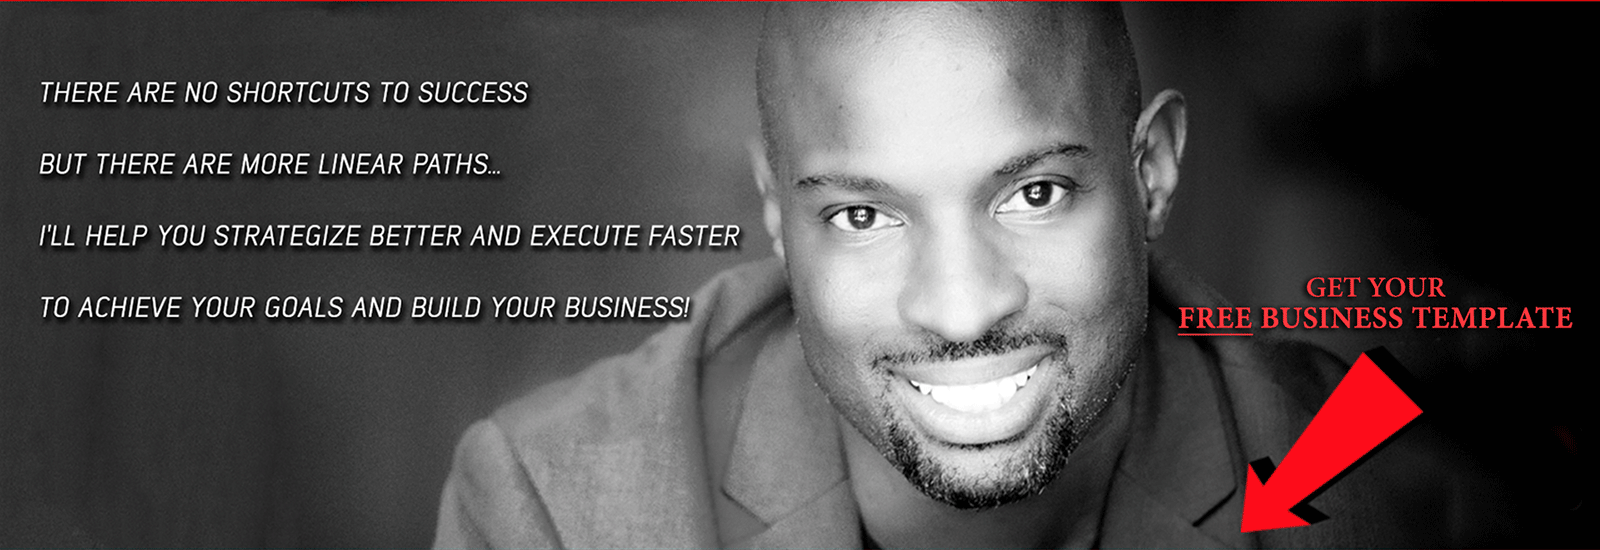 THERE ARE NO SHORTCUTS TO SUCCESS
BUT THERE ARE MORE LINEAR PATHS...
I'LL HELP YOU STRATEGIZE BETTER AND EXECUTE FASTER
TO ACHIEVE YOUR GOALS AND BUILD YOUR BUSINESS!
GET YOUR
FREE BUSINESS TEMPLATE